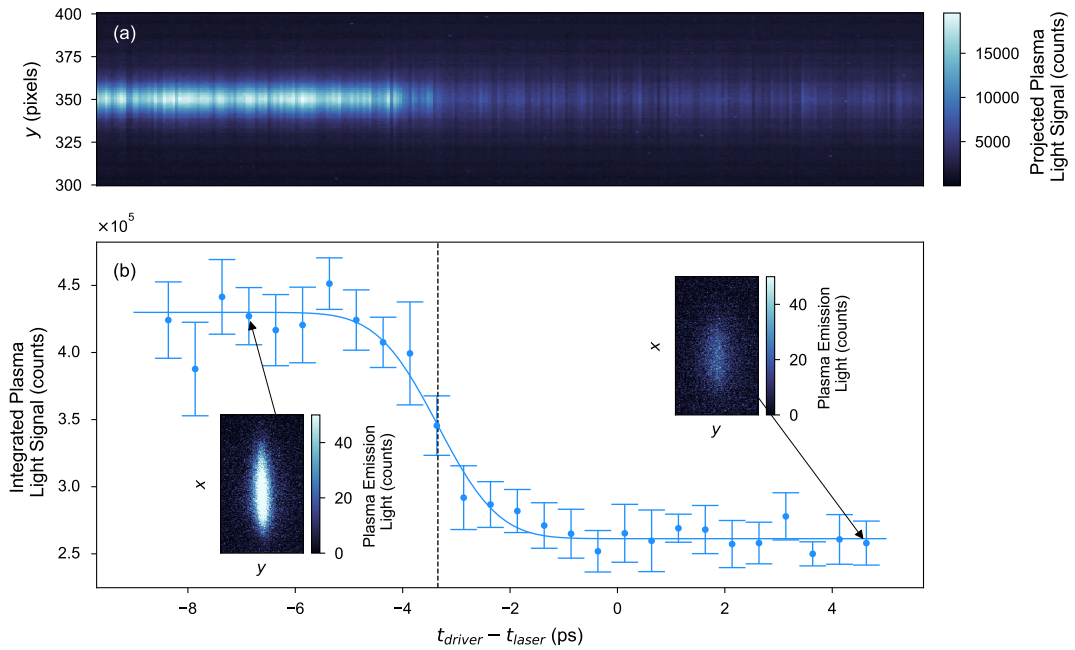 400
(a)
375
y (pixels)
350
325
300
15000
10000
5000
Projected Plasma
Light Signal (counts)
×10⁵
(b)
4.5
4.0
3.5
3.0
2.5
Integrated Plasma
Light Signal (counts)
x
y
40
20
0
Plasma Emission
Light (counts)
x
y
40
20
0
Plasma Emission
Light (counts)
−8
−6
−4
−2
0
2
4
t_driver − t_laser (ps)